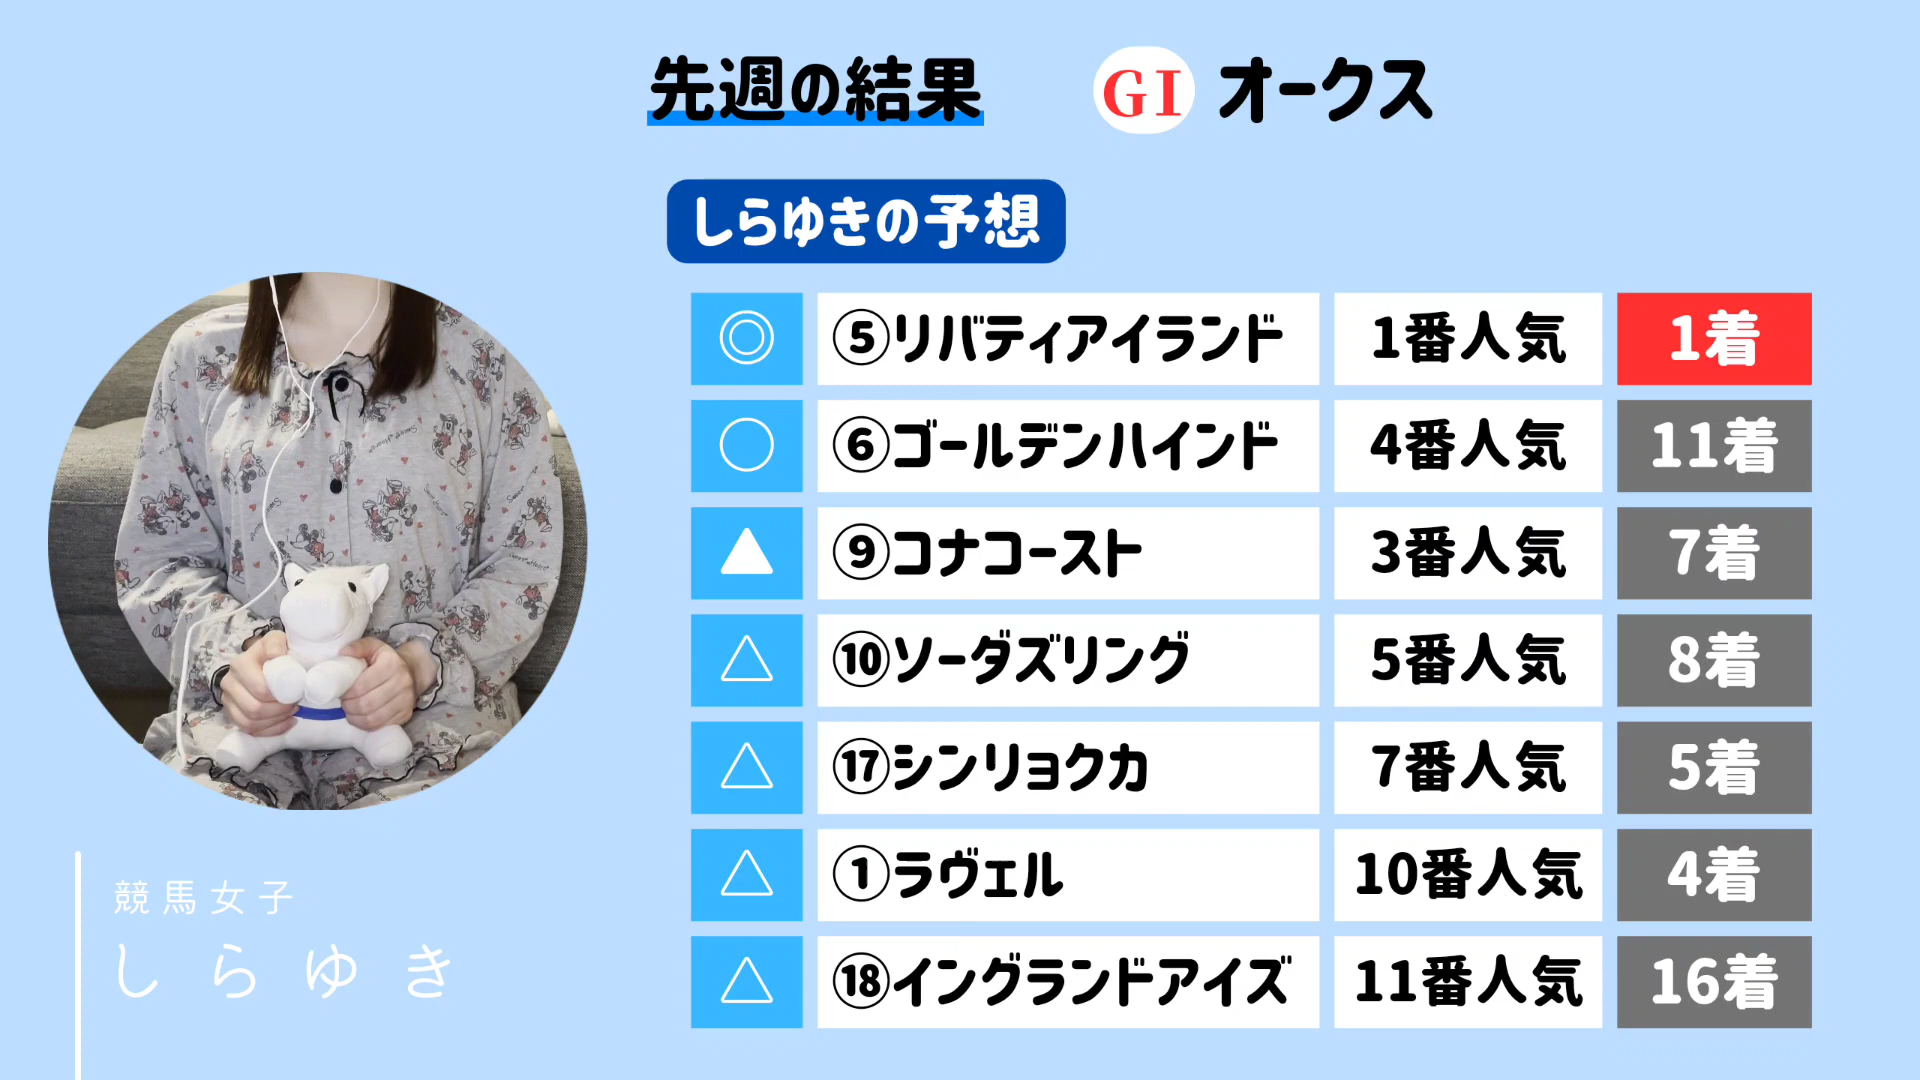 先週の結果 GI オークス
しらゆきの予想
◎ ⑤リバティアイランド 1番人気 1着
○ ⑥ゴールデンハインド 4番人気 11着
▲ ⑨コナコースト 3番人気 7着
△ ⑩ソーダズリング 5番人気 8着
△ ⑰シンリョクカ 7番人気 5着
△ ①ラヴェル 10番人気 4着
△ ⑱イングランドアイズ 11番人気 16着
競馬女子
しらゆき